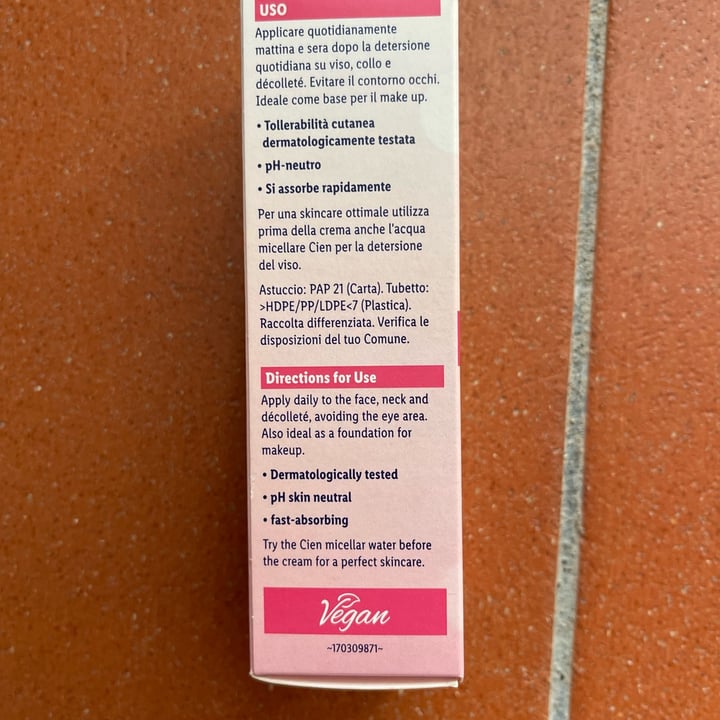 USO
Applicare quotidianamente
mattina e sera dopo la detersione
quotidiana su viso, collo e
décolleté. Evitare il contorno occhi.
Ideale come base per il make up.
• Tollerabilità cutanea
dermatologicamente testata
• pH-neutro
• Si assorbe rapidamente
Per una skincare ottimale utilizza
prima della crema anche l'acqua
micellare Cien per la detersione
del viso.
Astuccio: PAP 21 (Carta). Tubetto:
>HDPE/PP/LDPE<7 (Plastica).
Raccolta differenziata. Verifica le
disposizioni del tuo Comune.
Directions for Use
Apply daily to the face, neck and
décolleté, avoiding the eye area.
Also ideal as a foundation for
makeup.
• Dermatologically tested
• pH skin neutral
• fast-absorbing
Try the Cien micellar water before
the cream for a perfect skincare.
Vegan
~170309871~